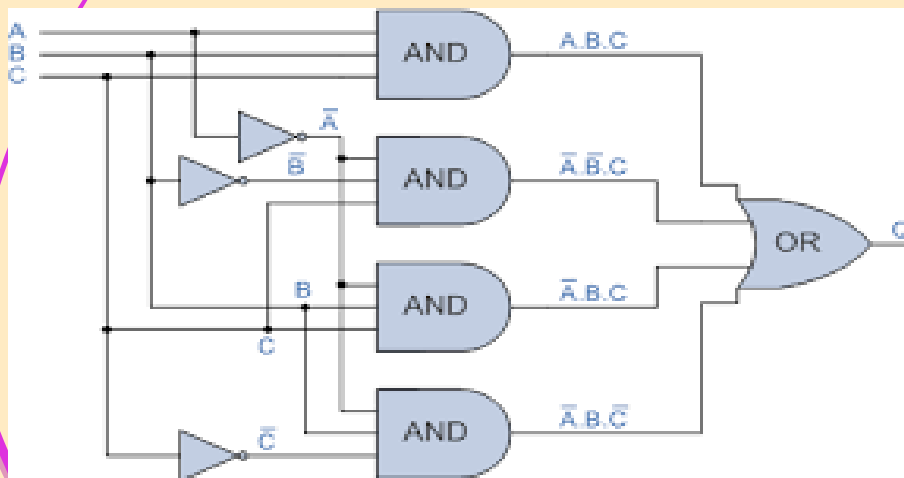 A
B
C
AND
A.B.C
A̅
B̅
AND
A̅.B̅.C
OR
Q
B
AND
A̅.B.C
C
C̅
AND
A̅.B.C̅